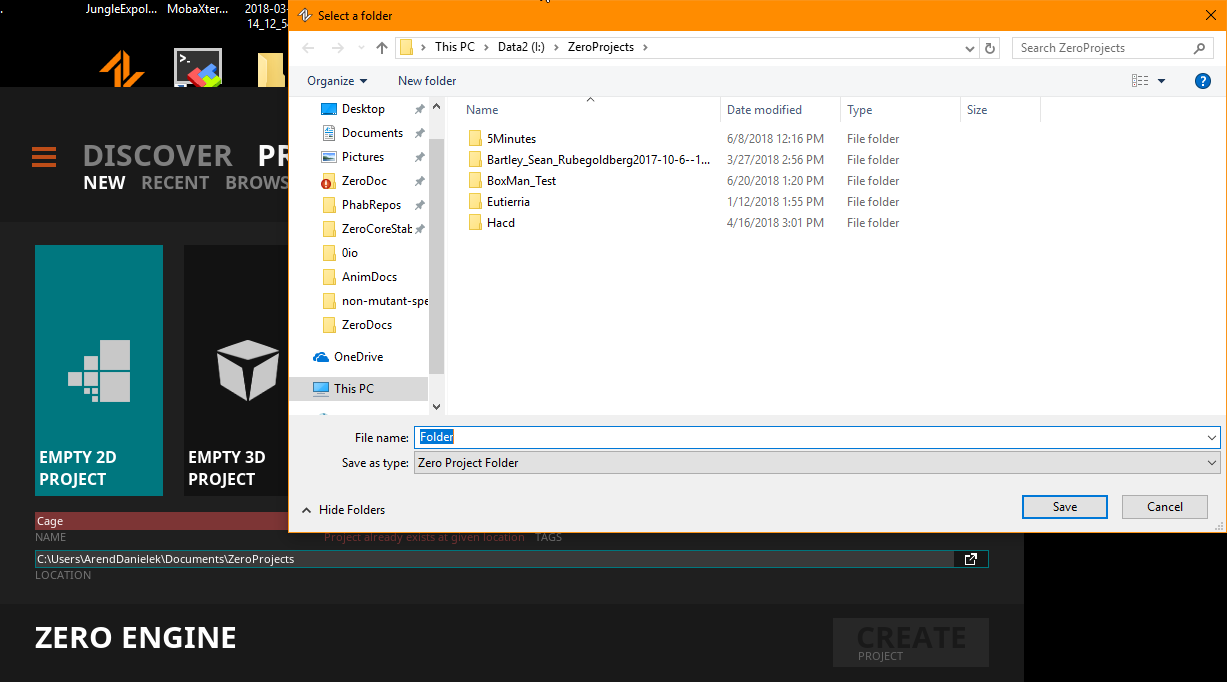 JungleExpol...
MobaXter...
2018-03-
14_12_5
Select a folder
This PC > Data2 (I:) > ZeroProjects >
Search ZeroProjects
Organize
New folder
Name
Date modified
Type
Size
Desktop
Documents
Pictures
ZeroDoc
PhabRepos
ZeroCoreStab
0io
AnimDocs
non-mutant-spe
ZeroDocs
OneDrive
This PC
5Minutes 6/8/2018 12:16 PM File folder
Bartley_Sean_Rubegoldberg2017-10-6--1... 3/27/2018 2:56 PM File folder
BoxMan_Test 6/20/2018 1:20 PM File folder
Eutierria 1/12/2018 1:55 PM File folder
Hacd 4/16/2018 3:01 PM File folder
File name: Folder
Save as type: Zero Project Folder
Hide Folders
Save
Cancel
DISCOVER PR
NEW RECENT BROWS
EMPTY 2D
PROJECT
EMPTY 3D
PROJECT
Cage
NAME
Project already exists at given location
TAGS
C:\Users\ArendDanielek\Documents\ZeroProjects
LOCATION
ZERO ENGINE
CREATE
PROJECT